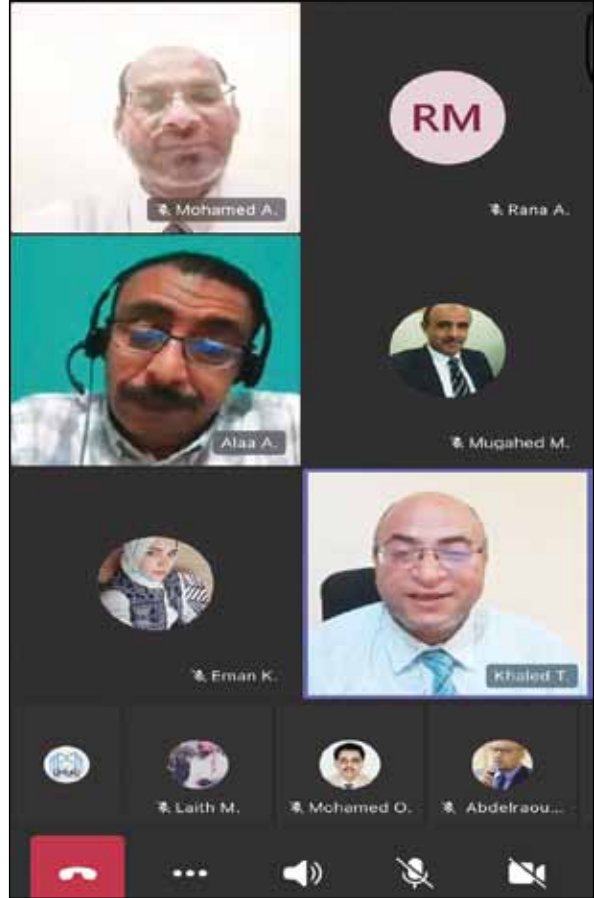 Mohamed A.
RM
Rana A.
Alaa A.
Mugahed M.
Eman K.
Khaled T.
Laith M.
Mohamed O.
Abdelraou...